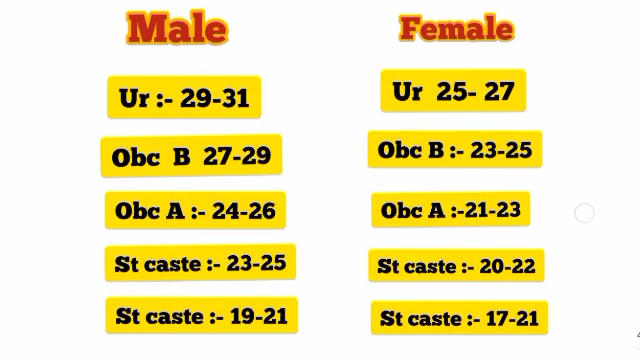 Male
Ur :- 29-31
Obc B 27-29
Obc A :- 24-26
St caste :- 23-25
St caste :- 19-21
Female
Ur 25- 27
Obc B :- 23-25
Obc A :-21-23
St caste :- 20-22
St caste :- 17-21